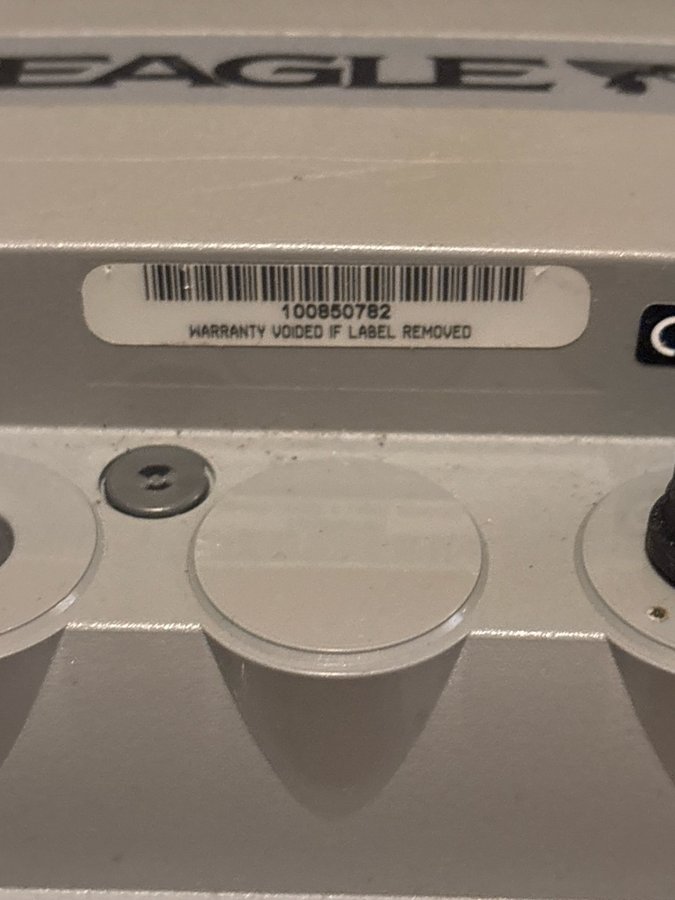 EAGLE
100850782
WARRANTY VOIDED IF LABEL REMOVED